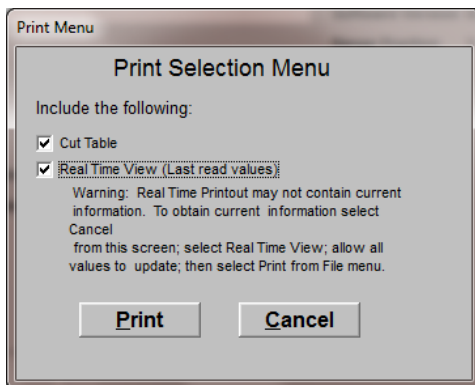 Print Menu
Print Selection Menu
Include the following:
Cut Table
Real Time View (Last read values)
Warning: Real Time Printout may not contain current
information. To obtain current information select
Cancel
from this screen; select Real Time View; allow all
values to update; then select Print from File menu.
Print
Cancel